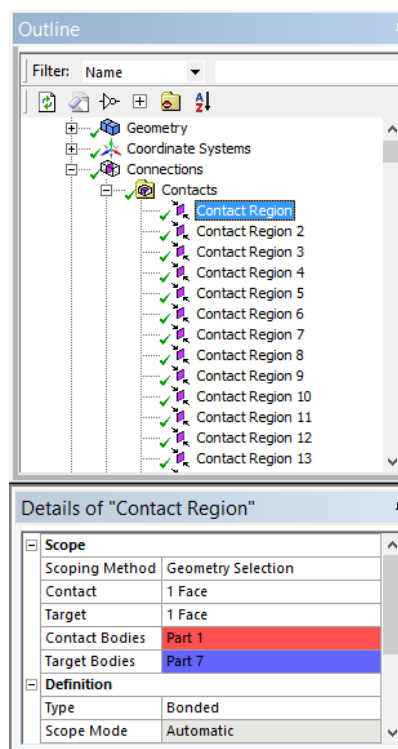 Outline
Filter: Name
Geometry
Coordinate Systems
Connections
Contacts
Contact Region
Contact Region 2
Contact Region 3
Contact Region 4
Contact Region 5
Contact Region 6
Contact Region 7
Contact Region 8
Contact Region 9
Contact Region 10
Contact Region 11
Contact Region 12
Contact Region 13
Details of "Contact Region"
Scope
Scoping Method Geometry Selection
Contact 1 Face
Target 1 Face
Contact Bodies Part 1
Target Bodies Part 7
Definition
Type Bonded
Scope Mode Automatic